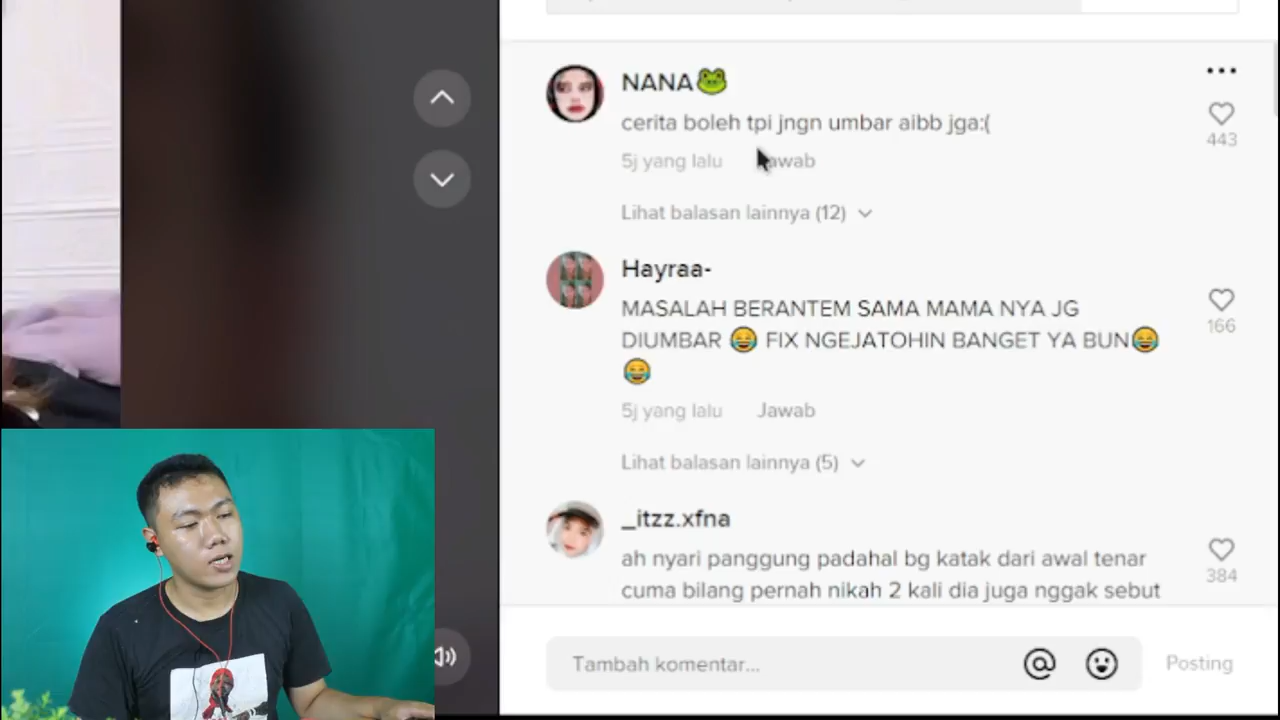 NANA🐸
cerita boleh tpi jngn umbar aibb jga:(
443
5j yang lalu Jawab
Lihat balasan lainnya (12)
Hayraa-
MASALAH BERANTEM SAMA MAMA NYA JG
DIUMBAR 😂 FIX NGEJATOHIN BANGET YA BUN😂
😂
166
5j yang lalu Jawab
Lihat balasan lainnya (5)
_itzz.xfna
ah nyari panggung padahal bg katak dari awal tenar
cuma bilang pernah nikah 2 kali dia juga nggak sebut
384
Tambah komentar... @ Posting